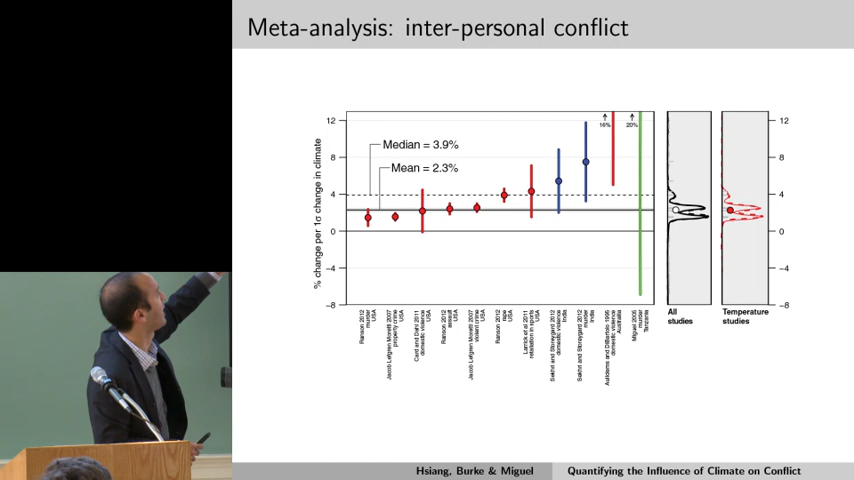 Meta-analysis: inter-personal conflict
% change per 1σ change in climate
12
8
4
0
−4
−8
Median = 3.9%
Mean = 2.3%
16%
20%
12
8
4
0
−4
−8
Ranson 2012
murder
USA
Jacob Lefgren Moretti 2007
property crime
USA
Card and Dahl 2011
domestic violence
USA
Ranson 2012
assault
USA
Jacob Lefgren Moretti 2007
violent crime
USA
Ranson 2012
rape
USA
Larrick et al 2011
retaliation in sports
USA
Sekhri and Storeygard 2012
domestic violence
India
Sekhri and Storeygard 2012
murder
India
Auliciems and DiBartolo 1995
domestic violence
Australia
Miguel 2005
murder
Tanzania
All
studies
Temperature
studies
Hsiang, Burke & Miguel
Quantifying the Influence of Climate on Conflict